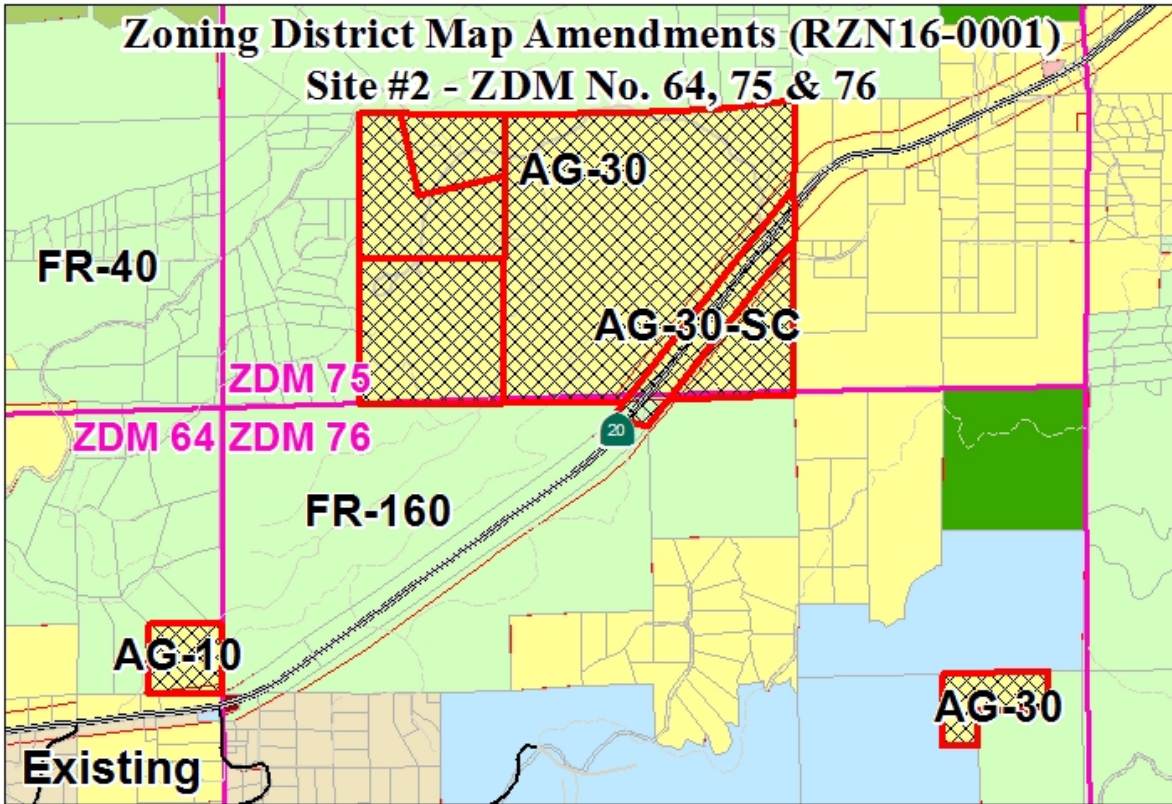 Zoning District Map Amendments (RZN16-0001)
Site #2 - ZDM No. 64, 75 & 76
AG-30
FR-40
AG-30-SC
ZDM 75
ZDM 64
ZDM 76
20
FR-160
AG-10
AG-30
Existing